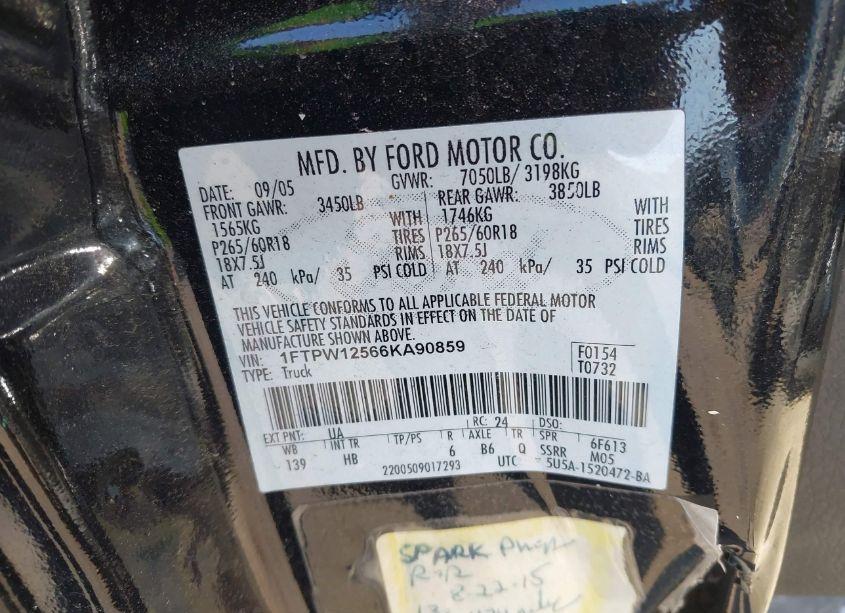 MFD. BY FORD MOTOR CO.
DATE: 09/05 GVWR: 7050LB/ 3198KG
FRONT GAWR: 3450LB REAR GAWR: 3850LB
1565KG WITH 1746KG WITH
P265/60R18 TIRES P265/60R18 TIRES
18X7.5J RIMS 18X7.5J RIMS
AT 240 kPa/ 35 PSI COLD AT 240 kPa/ 35 PSI COLD
THIS VEHICLE CONFORMS TO ALL APPLICABLE FEDERAL MOTOR
VEHICLE SAFETY STANDARDS IN EFFECT ON THE DATE OF
MANUFACTURE SHOWN ABOVE.
VIN: 1FTPW12566KA90859 F0154
TYPE: Truck T0732
EXT PNT: UA RC: 24 DSO:
WB INT TR TP/PS R AXLE TR SPR 6F613
139 HB 6 B6 Q SSRR M05
2200509017293 UTC 5U5A-1520472-BA
SPARK Plugs
R+R
8-22-15